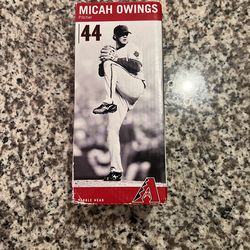 MICAH OWINGS
Pitcher
44
BOBBLE HEAD